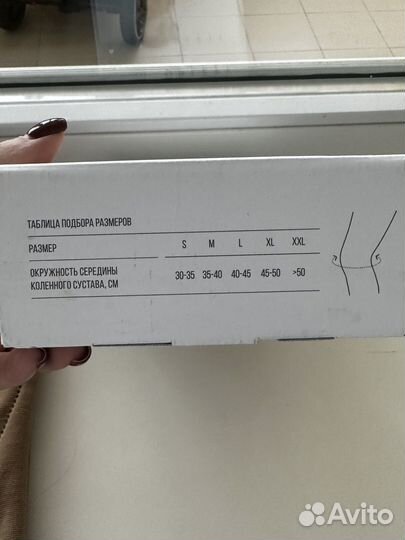 ТАБЛИЦА ПОДБОРА РАЗМЕРОВ
РАЗМЕР S M L XL XXL
ОКРУЖНОСТЬ СЕРЕДИНЫ
КОЛЕННОГО СУСТАВА, СМ 30-35 35-40 40-45 45-50 >50
Avito